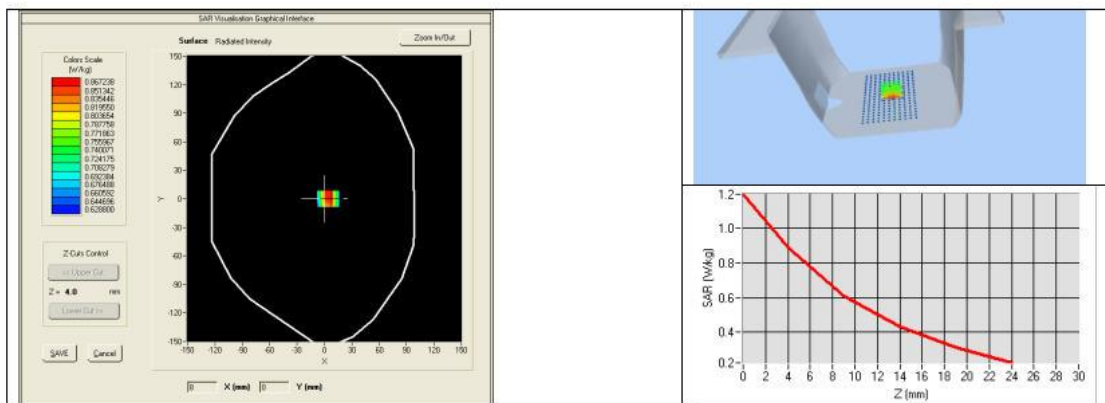 SAR Visualisation Graphical Interface
Surface Radiated Intensity
Zoom In/Out
Colors Scale
(W/kg)
0.867238
0.851342
0.835446
0.819550
0.803654
0.787758
0.771863
0.755967
0.740071
0.724175
0.708279
0.692384
0.676488
0.660592
0.644696
0.628800
Z-Cuts Control
<< Upper Cut
Z = 4.0 mm
Lower Cut >>
SAVE Cancel
150
120
90
60
30
0
-30
-60
-90
-120
-150
Y
-150 -120 -90 -60 -30 0 30 60 90 120 150
X
0 X (mm) 0 Y (mm)
1.2
1.0
0.8
0.6
0.4
0.2
SAR (W/kg)
0 2 4 6 8 10 12 14 16 18 20 22 24 26 28 30
Z (mm)